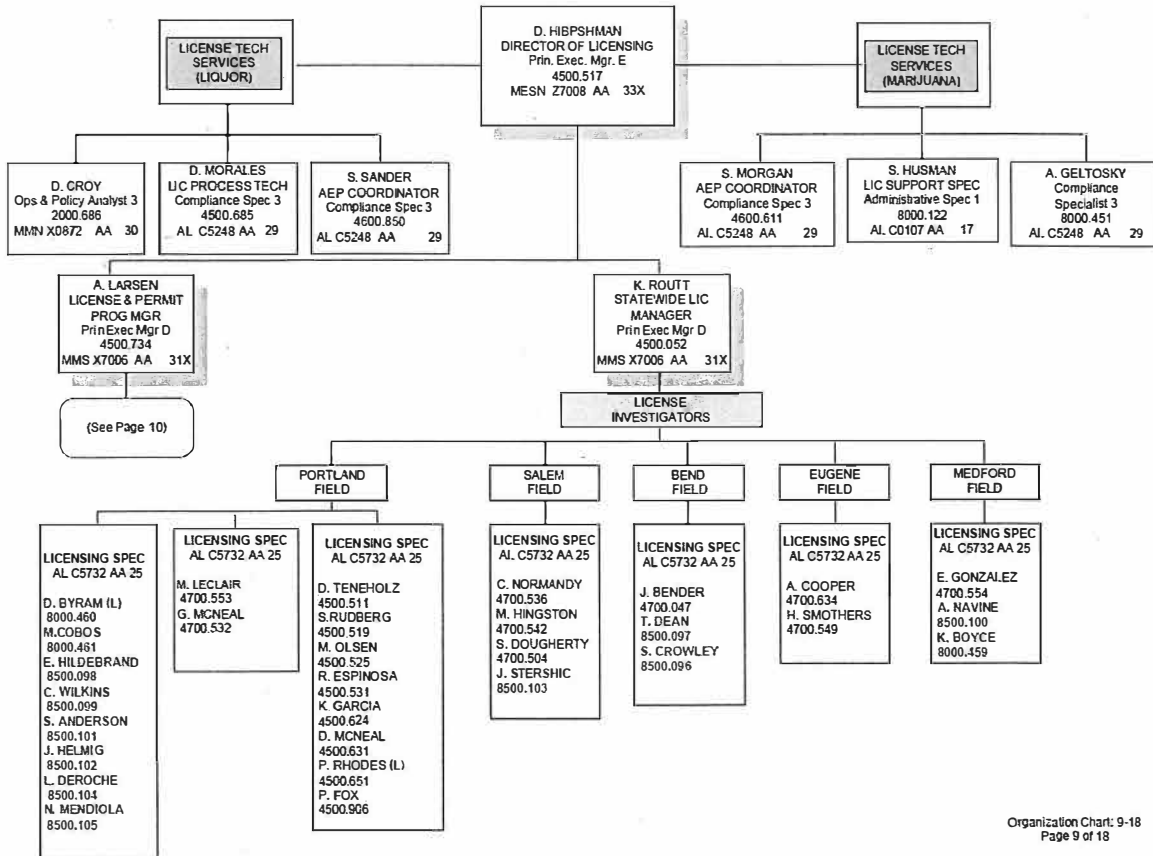 LICENSE TECH
SERVICES
(LIQUOR)
D. HIBPSHMAN
DIRECTOR OF LICENSING
Prin. Exec. Mgr. E
4500.517
MESN Z7008 AA 33X
LICENSE TECH
SERVICES
(MARIJUANA)
D. CROY
Ops & Policy Analyst 3
2000.686
MMN X0872 AA 30
D. MORALES
LIC PROCESS TECH
Compliance Spec 3
4500.685
AL C5248 AA 29
S. SANDER
AEP COORDINATOR
Compliance Spec 3
4600.850
AL C5248 AA 29
S. MORGAN
AEP COORDINATOR
Compliance Spec 3
4600.611
AL C5248 AA 29
S. HUSMAN
LIC SUPPORT SPEC
Administrative Spec 1
8000.122
AL C0107 AA 17
A. GELTOSKY
Compliance
Specialist 3
8000.451
AL C5248 AA 29
A. LARSEN
LICENSE & PERMIT
PROG MGR
Prin Exec Mgr D
4500.734
MMS X7006 AA 31X
K. ROUTT
STATEWIDE LIC
MANAGER
Prin Exec Mgr D
4500.052
MMS X7006 AA 31X
(See Page 10)
LICENSE
INVESTIGATORS
PORTLAND
FIELD
SALEM
FIELD
BEND
FIELD
EUGENE
FIELD
MEDFORD
FIELD
LICENSING SPEC
AL C5732 AA 25
D. BYRAM (L)
8000.460
M.COBOS
8000.461
E. HILDEBRAND
8500.098
C. WILKINS
8500.099
S. ANDERSON
8500.101
J. HELMIG
8500.102
L. DEROCHE
8500.104
N. MENDIOLA
8500.105
LICENSING SPEC
AL C5732 AA 25
M. LECLAIR
4700.553
G. MCNEAL
4700.532
LICENSING SPEC
AL C5732 AA 25
D. TENEHOLZ
4500.511
S.RUDBERG
4500.519
M. OLSEN
4500.525
R. ESPINOSA
4500.531
K. GARCIA
4500.624
D. MCNEAL
4500.631
P. RHODES (L)
4500.651
P. FOX
4500.906
LICENSING SPEC
AL C5732 AA 25
C. NORMANDY
4700.536
M. HINGSTON
4700.542
S. DOUGHERTY
4700.504
J. STERSHIC
8500.103
LICENSING SPEC
AL C5732 AA 25
J. BENDER
4700.047
T. DEAN
8500.097
S. CROWLEY
8500.096
LICENSING SPEC
AL C5732 AA 25
A. COOPER
4700.634
H. SMOTHERS
4700.549
LICENSING SPEC
AL C5732 AA 25
E. GONZALEZ
4700.554
A. NAVINE
8500.100
K. BOYCE
8000.459
Organization Chart: 9-18
Page 9 of 18